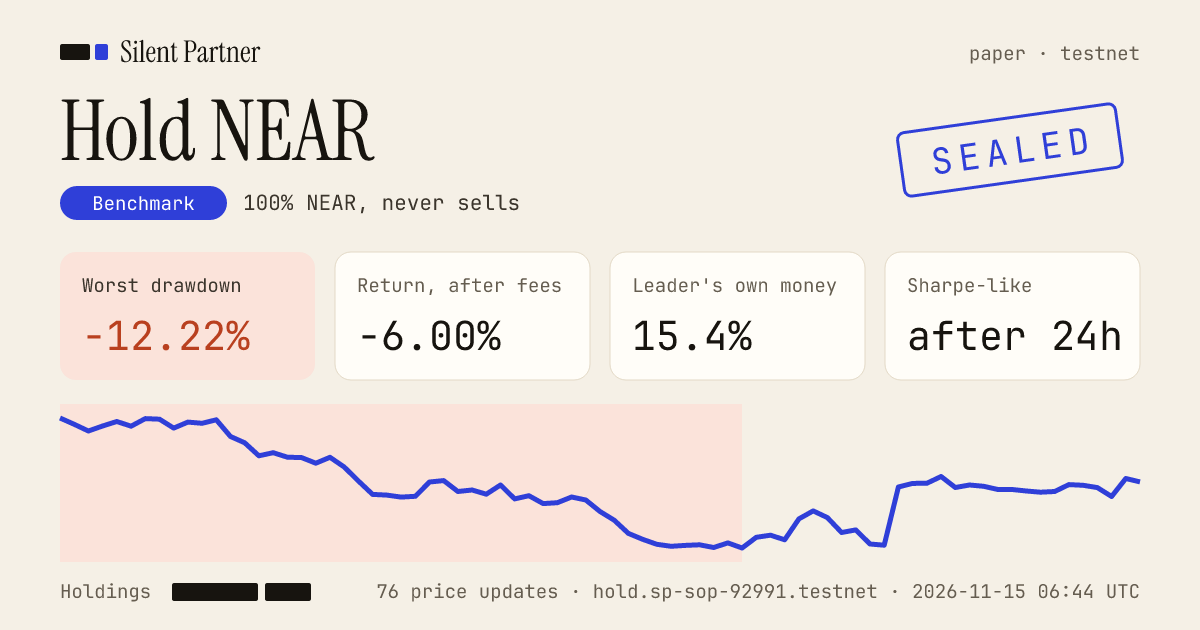 Silent Partner
paper · testnet
Hold NEAR
SEALED
Benchmark 100% NEAR, never sells
Worst drawdown
-12.22%
Return, after fees
-6.00%
Leader's own money
15.4%
Sharpe-like
after 24h
Holdings
76 price updates · hold.sp-sop-92991.testnet · 2026-11-15 06:44 UTC